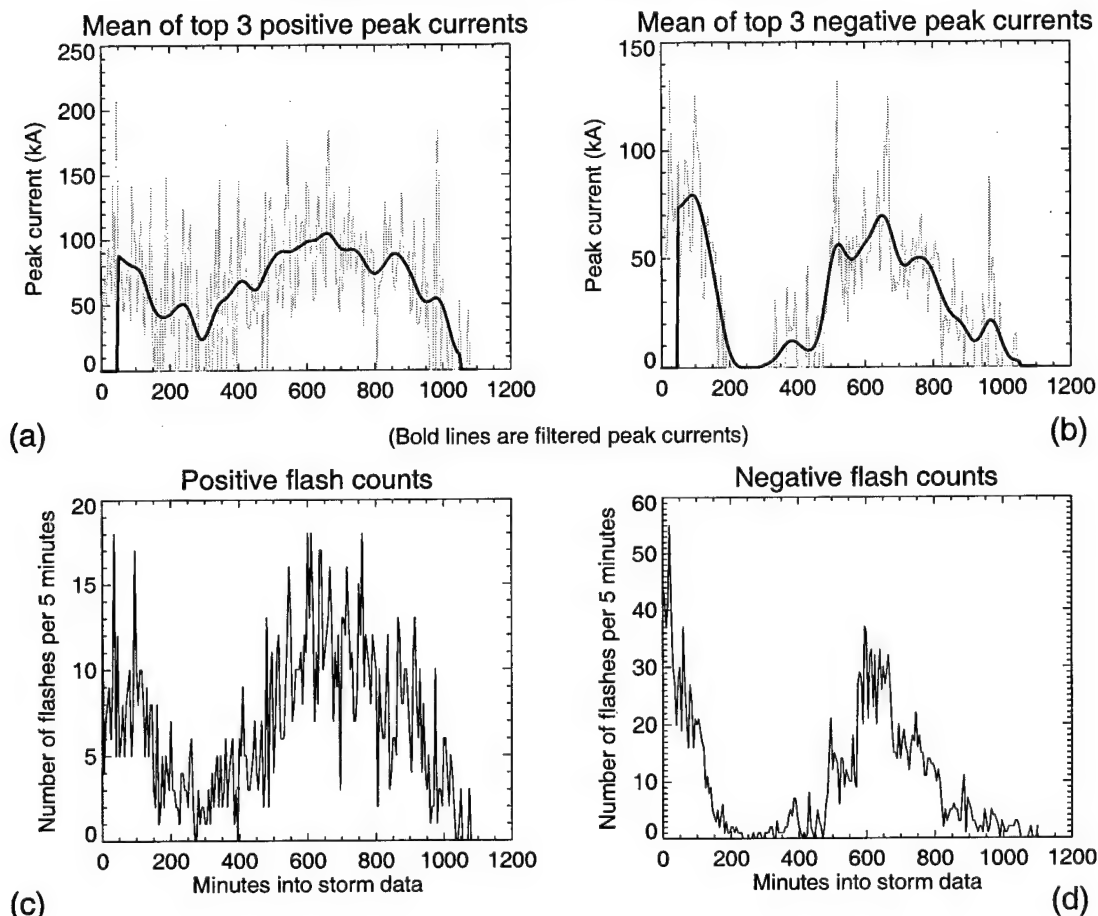 Mean of top 3 positive peak currents
Peak current (kA)
250
200
150
100
50
0
0 200 400 600 800 1000 1200
(a)
Mean of top 3 negative peak currents
Peak current (kA)
150
100
50
0
0 200 400 600 800 1000 1200
(b)
(Bold lines are filtered peak currents)
Positive flash counts
Number of flashes per 5 minutes
20
15
10
5
0
0 200 400 600 800 1000 1200
Minutes into storm data
(c)
Negative flash counts
Number of flashes per 5 minutes
60
50
40
30
20
10
0
0 200 400 600 800 1000 1200
Minutes into storm data
(d)